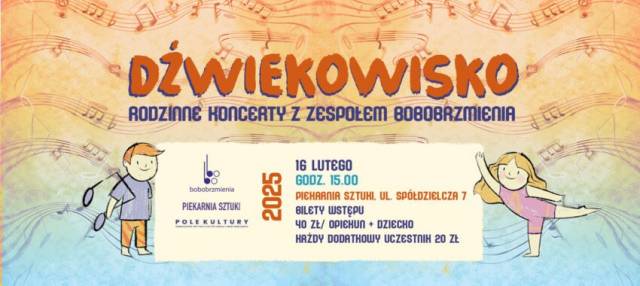 DŹWIEKOWISKO
RODZINNE KONCERTY Z ZESPOŁEM BOBOBRZMIENIA
bobobrzmienia
PIEKARNIA SZTUKI
POLE KULTURY
2025
16 LUTEGO
GODZ. 15.00
PIEKARNIA SZTUKI, UL. SPÓŁDZIELCZA 7
BILETY WSTĘPU
40 ZŁ/ OPIEKUN + DZIECKO
KAŻDY DODATKOWY UCZESTNIK 20 ZŁ